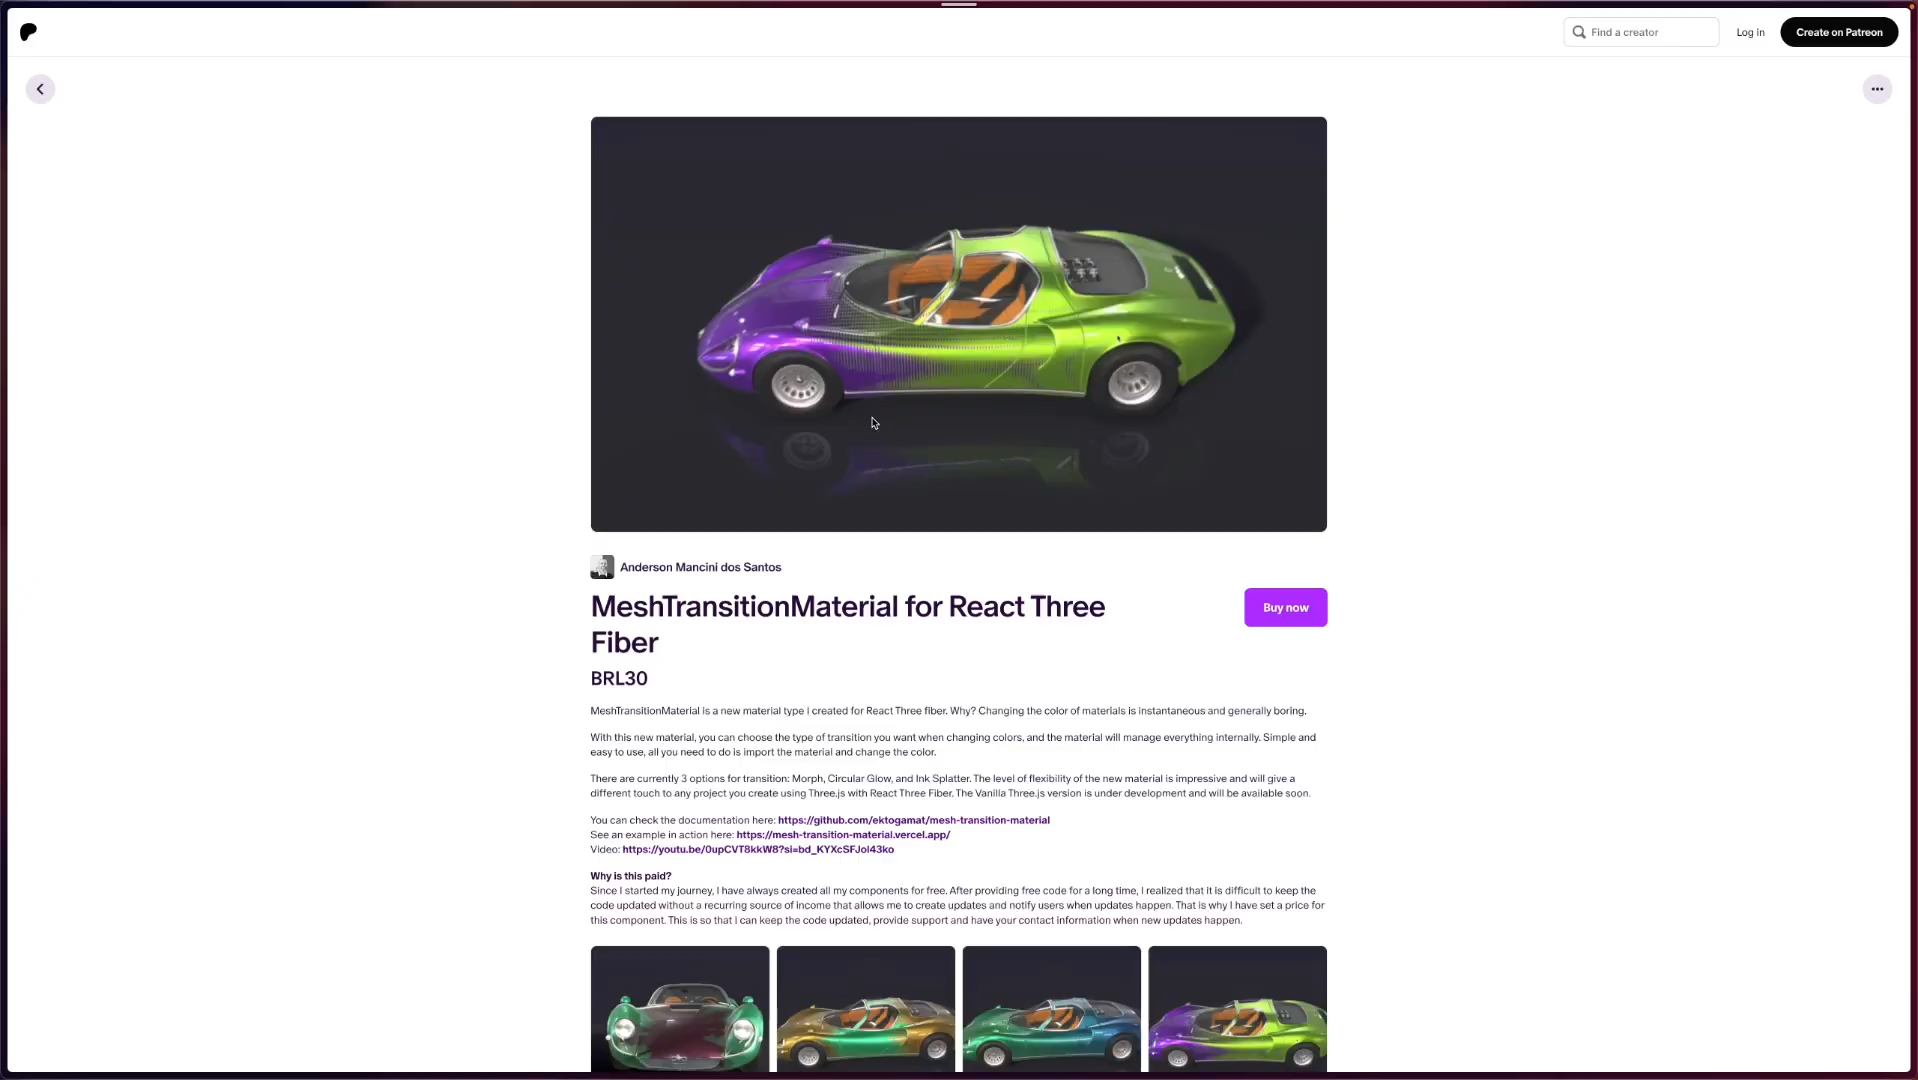 Find a creator
Log in
Create on Patreon
Anderson Mancini dos Santos
MeshTransitionMaterial for React Three
Fiber
Buy now
BRL30
MeshTransitionMaterial is a new material type i created for React Three fiber. Why? Changing the color of materials is instantaneous and generally boring.
With this new material, you can choose the type of transition you want when changing colors, and the material will manage everything internally. Simple and
easy to use, all you need to do is import the material and change the color.
There are currently 3 options for transition: Morph, Circular Glow, and Ink Splatter. The level of flexibility of the new material is impressive and will give a
different touch to any project you create using Three.js with React Three Fiber. The Vanilla Three.js version is under development and will be available soon.
You can check the documentation here: https://github.com/ektogamat/mesh-transition-material
See an example in action here: https://mesh-transition-material.vercel.app/
Video: https://youtu.be/0upCVT8kkW8?si=bd_KYXcSFJol43ko
Why is this paid?
Since I started my journey, I have always created all my components for free. After providing free code for a long time, I realized that it is difficult to keep the
code updated without a recurring source of income that allows me to create updates and notify users when updates happen. That is why I have set a price for
this component. This is so that i can keep the code updated, provide support and have your contact information when new updates happen.